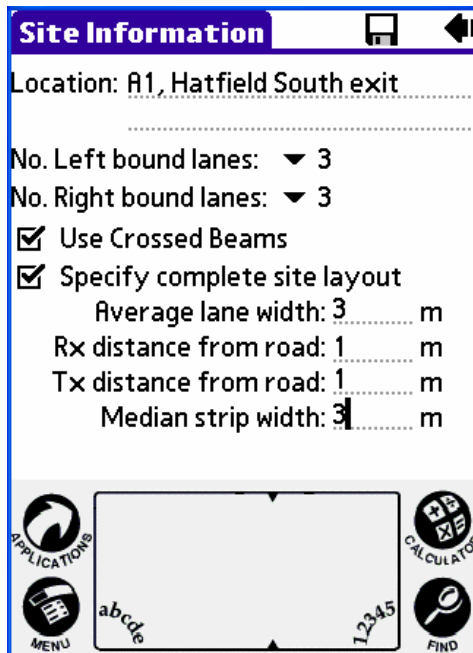 Site Information
Location: A1, Hatfield South exit
No. Left bound lanes: 3
No. Right bound lanes: 3
Use Crossed Beams
Specify complete site layout
Average lane width: 3 m
Rx distance from road: 1 m
Tx distance from road: 1 m
Median strip width: 3 m
APPLICATIONS
CALCULATO
MENU
abcde
12345
FIND